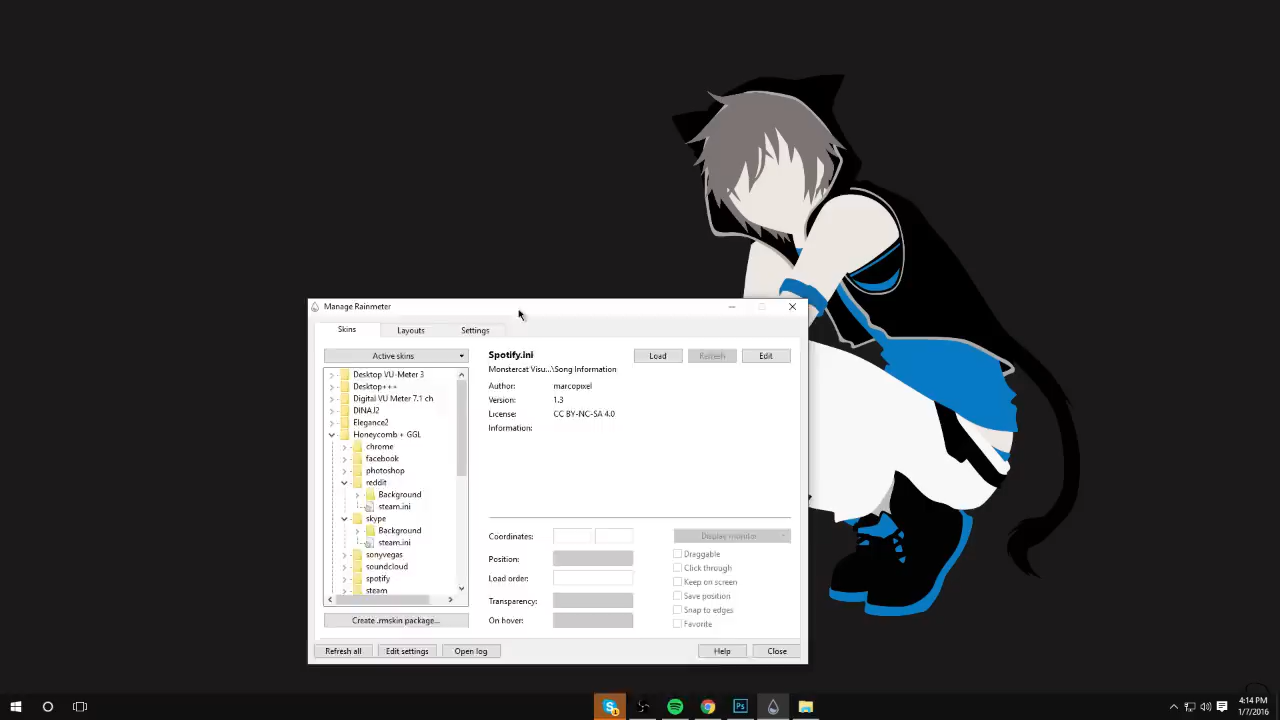 Manage Rainmeter
Skins
Layouts
Settings
Active skins
Desktop VU-Meter 3
Desktop+++
Digital VU Meter 7.1 ch
DINAJ2
Elegance2
Honeycomb + GGL
chrome
facebook
photoshop
reddit
Background
steam.ini
skype
Background
steam.ini
sonyvegas
soundcloud
spotify
steam
Create .rmskin package...
Spotify.ini
Load
Refresh
Edit
Monstercat Visu...\Song Information
Author: marcopixel
Version: 1.3
License: CC BY-NC-SA 4.0
Information:
Coordinates:
Display monitor
Position:
Draggable
Click through
Load order:
Keep on screen
Save position
Transparency:
Snap to edges
On hover:
Favorite
Refresh all
Edit settings
Open log
Help
Close
Ps
4:14 PM
1/7/2016